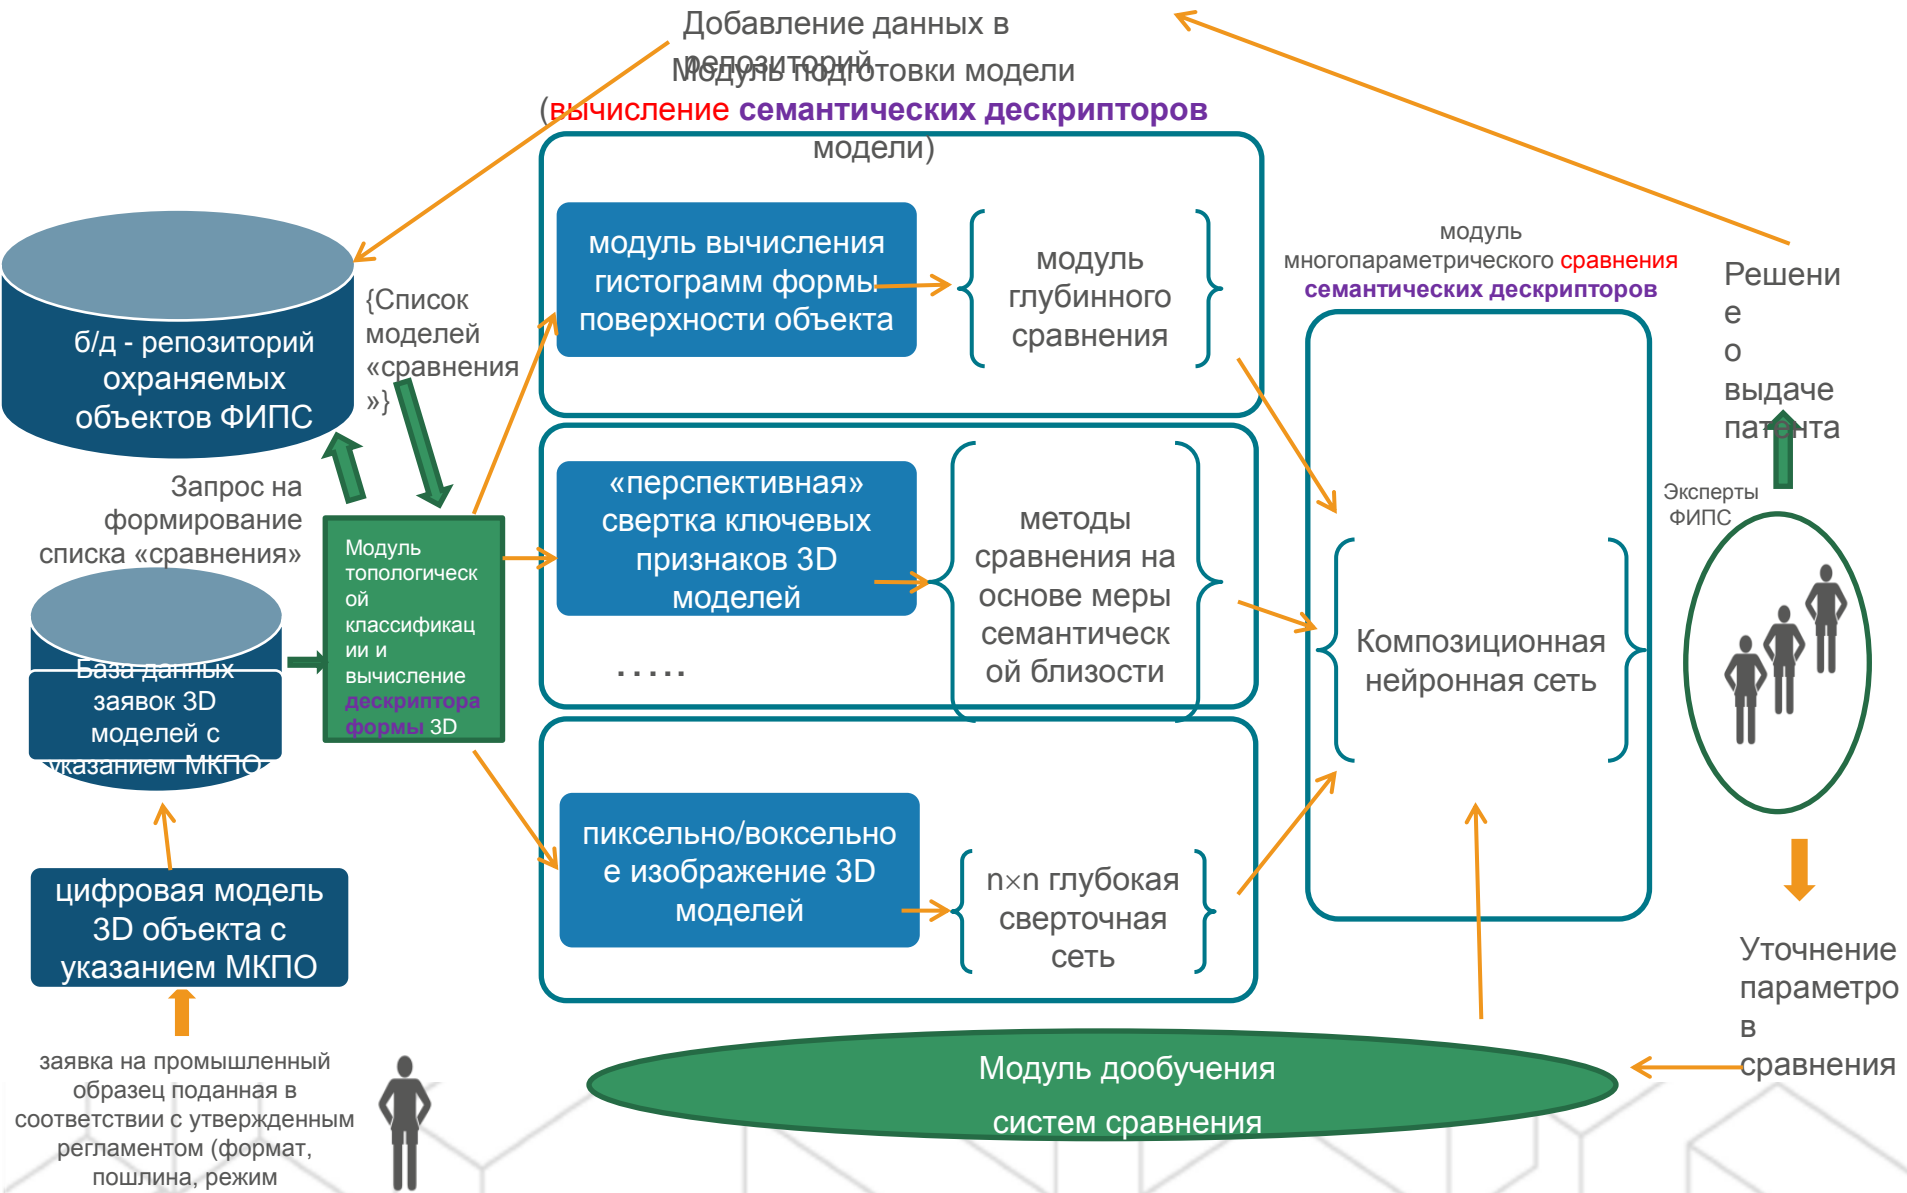 Добавление данных в
репозиторий
Модуль подготовки модели
(вычисление семантических дескрипторов
модели)
б/д - репозиторий
охраняемых
объектов ФИПС
{Список
моделей
«сравнения
»}
Запрос на
формирование
списка «сравнения»
База данных
заявок 3D
моделей с
указанием МКПО
цифровая модель
3D объекта с
указанием МКПО
заявка на промышленный
образец поданная в
соответствии с утвержденным
регламентом (формат,
пошлина, режим
Модуль
топологическ
ой
классификац
ии и
вычисление
дескриптора
формы 3D
модуль вычисления
гистограмм формы
поверхности объекта
модуль
глубинного
сравнения
«перспективная»
свертка ключевых
признаков 3D
моделей
.....
методы
сравнения на
основе меры
семантическ
ой близости
пиксельно/воксельно
е изображение 3D
моделей
n×n глубокая
сверточная
сеть
модуль
многопараметрического сравнения
семантических дескрипторов
Композиционная
нейронная сеть
Решени
е
о
выдаче
патента
Эксперты
ФИПС
Уточнение
параметро
в
сравнения
Модуль дообучения
систем сравнения